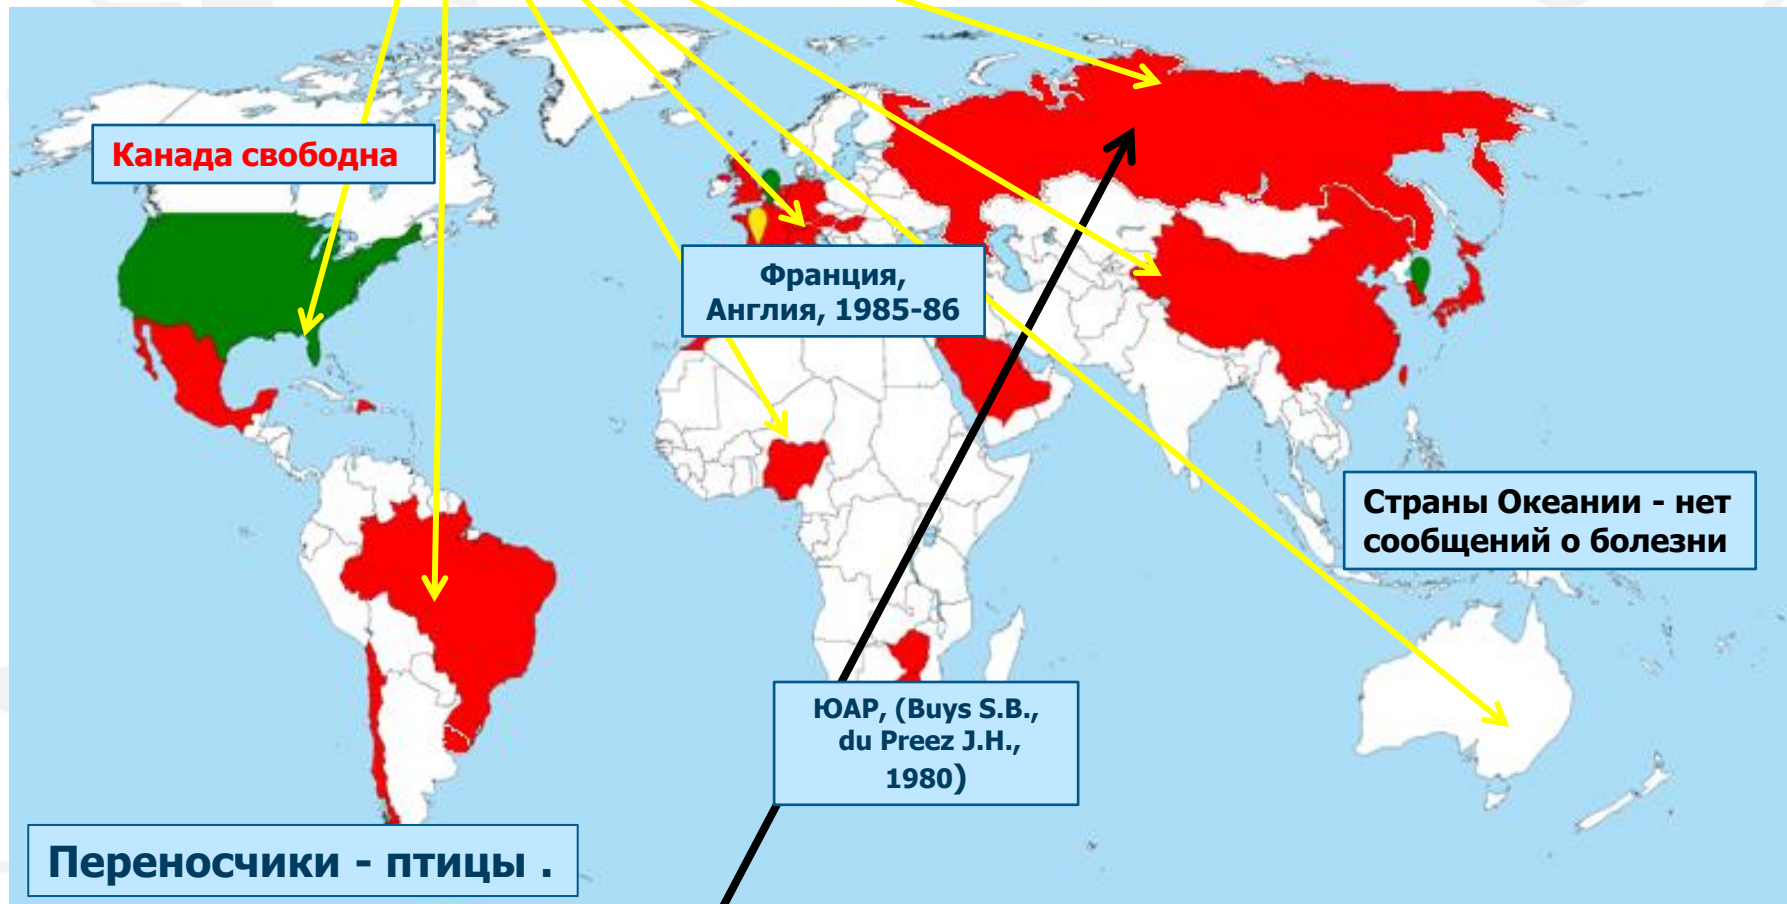 Канада свободна
Франция,
Англия, 1985-86
Страны Океании - нет
сообщений о болезни
ЮАР, (Buys S.B.,
du Preez J.H.,
1980)
Переносчики - птицы .